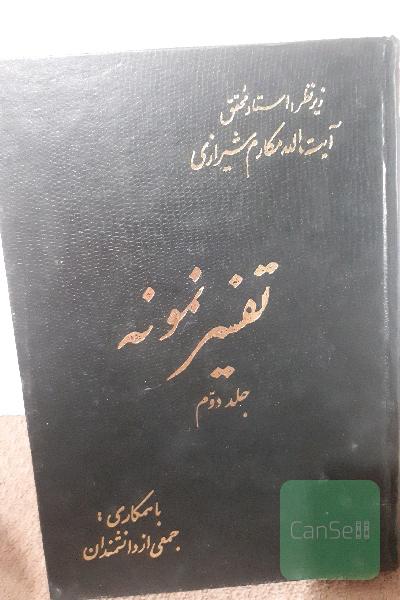 زیر نظر: استاد محقق
آیت الله مکارم شیرازی
تفسیر نمونه
جلد دوم
با همکاری:
جمعی از دانشمندان
CanSell